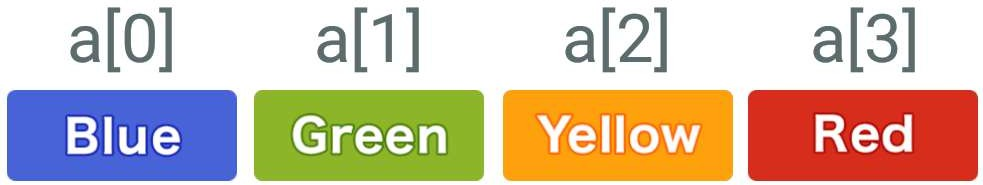 a[0] a[1] a[2] a[3]
Blue Green Yellow Red